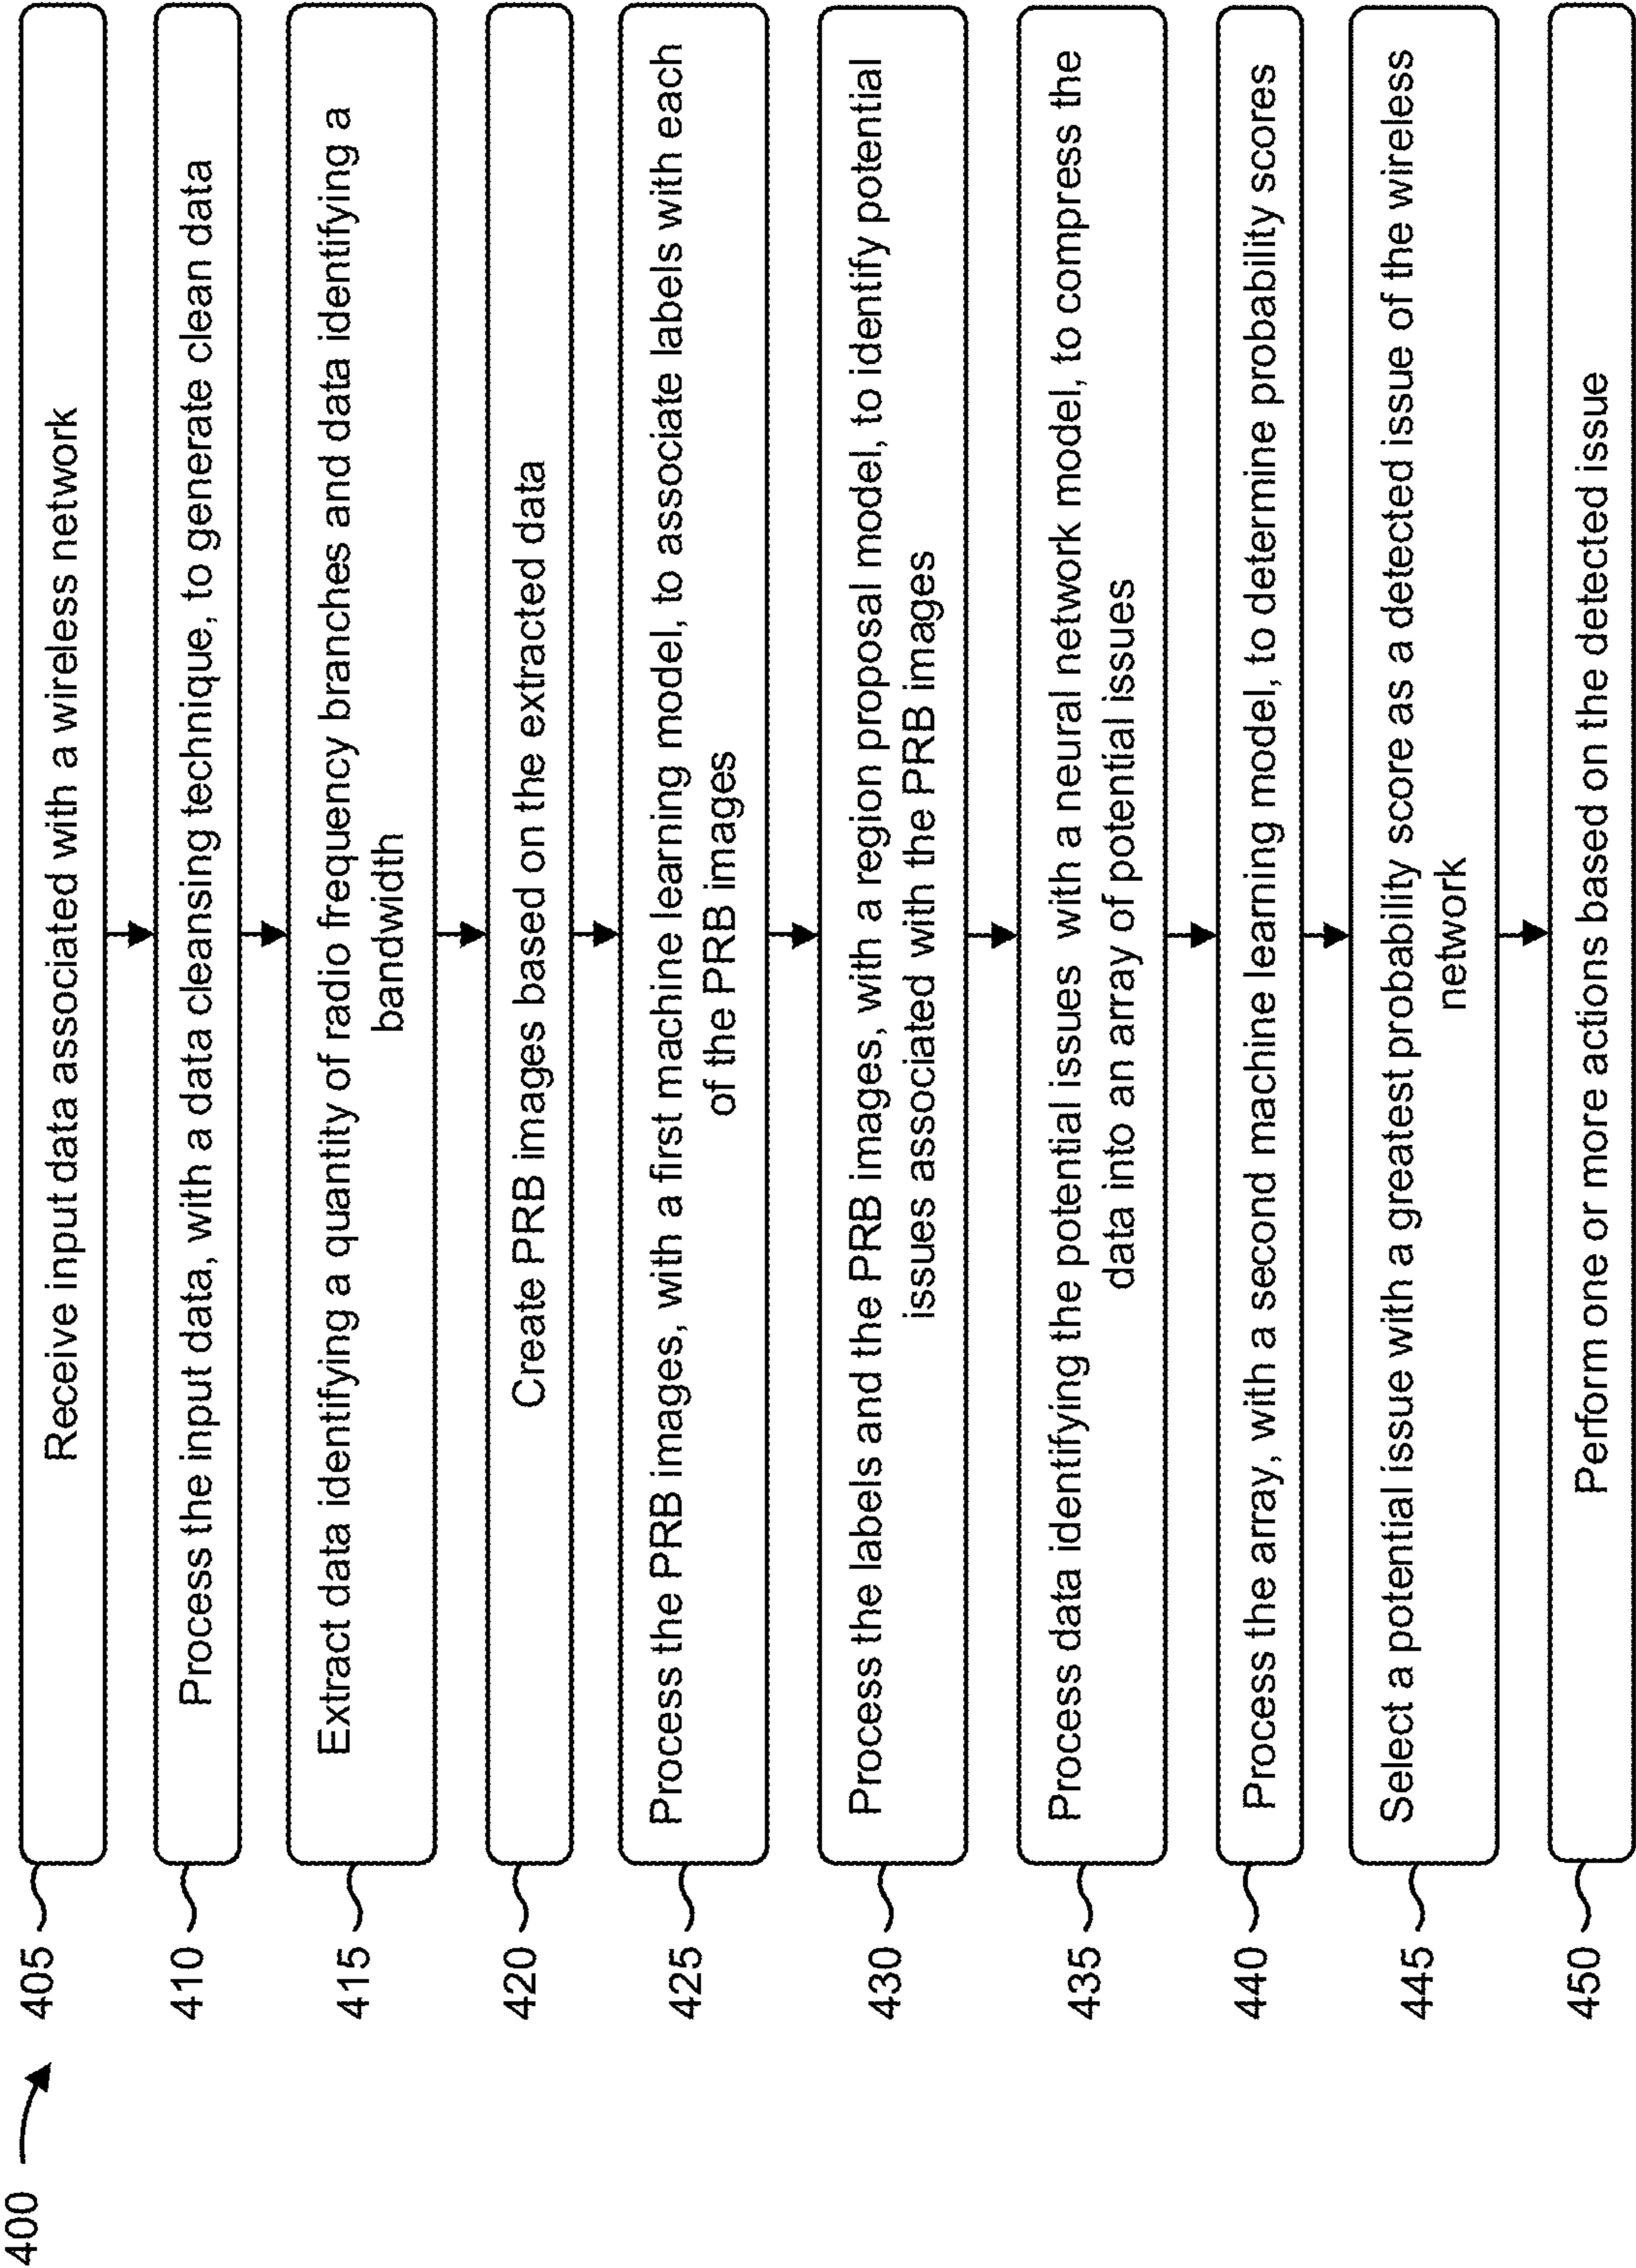 400
405
Receive input data associated with a wireless network
410
Process the input data, with a data cleansing technique, to generate clean data
415
Extract data identifying a quantity of radio frequency branches and data identifying a
bandwidth
420
Create PRB images based on the extracted data
425
Process the PRB images, with a first machine learning model, to associate labels with each
of the PRB images
430
Process the labels and the PRB images, with a region proposal model, to identify potential
issues associated with the PRB images
435
Process data identifying the potential issues with a neural network model, to compress the
data into an array of potential issues
440
Process the array, with a second machine learning model, to determine probability scores
445
Select a potential issue with a greatest probability score as a detected issue of the wireless
network
450
Perform one or more actions based on the detected issue